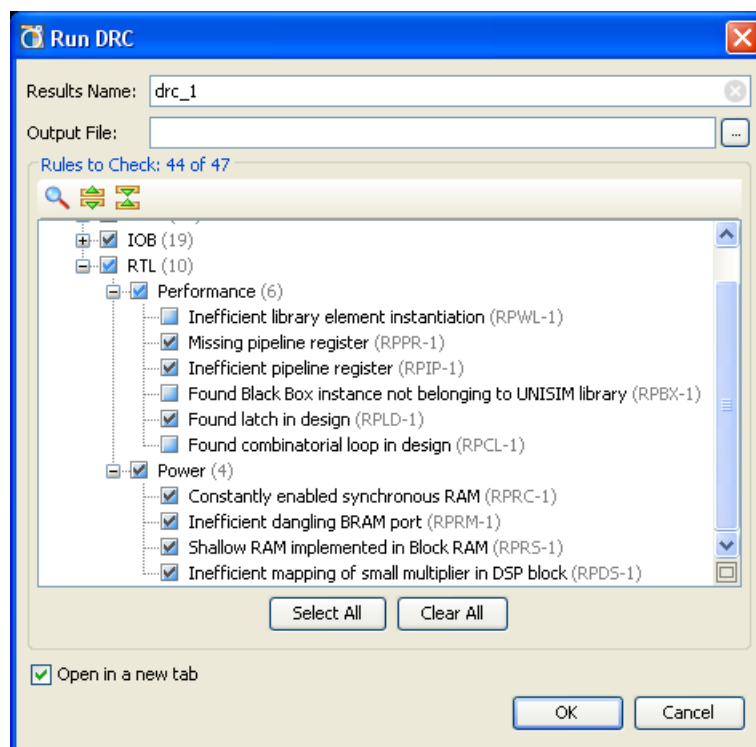 Run DRC
Results Name: drc_1
Output File: ...
Rules to Check: 44 of 47
IOB (19)
RTL (10)
Performance (6)
Inefficient library element instantiation (RPWL-1)
Missing pipeline register (RPPR-1)
Inefficient pipeline register (RPIP-1)
Found Black Box instance not belonging to UNISIM library (RPBX-1)
Found latch in design (RPLD-1)
Found combinatorial loop in design (RPCL-1)
Power (4)
Constantly enabled synchronous RAM (RPRC-1)
Inefficient dangling BRAM port (RPRM-1)
Shallow RAM implemented in Block RAM (RPRS-1)
Inefficient mapping of small multiplier in DSP block (RPDS-1)
Select All Clear All
Open in a new tab
OK Cancel